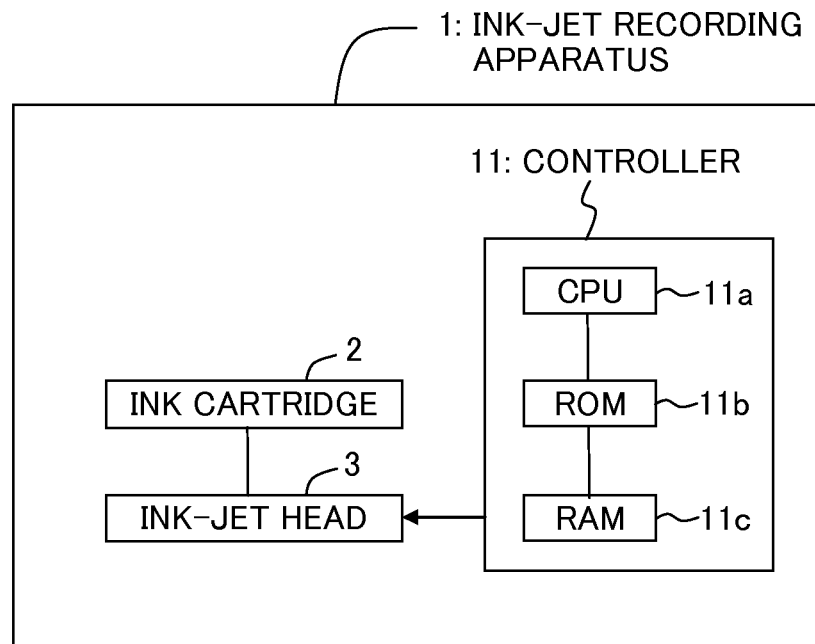 1: INK-JET RECORDING
APPARATUS
11: CONTROLLER
CPU
11a
2
INK CARTRIDGE
ROM
11b
3
INK-JET HEAD
RAM
11c